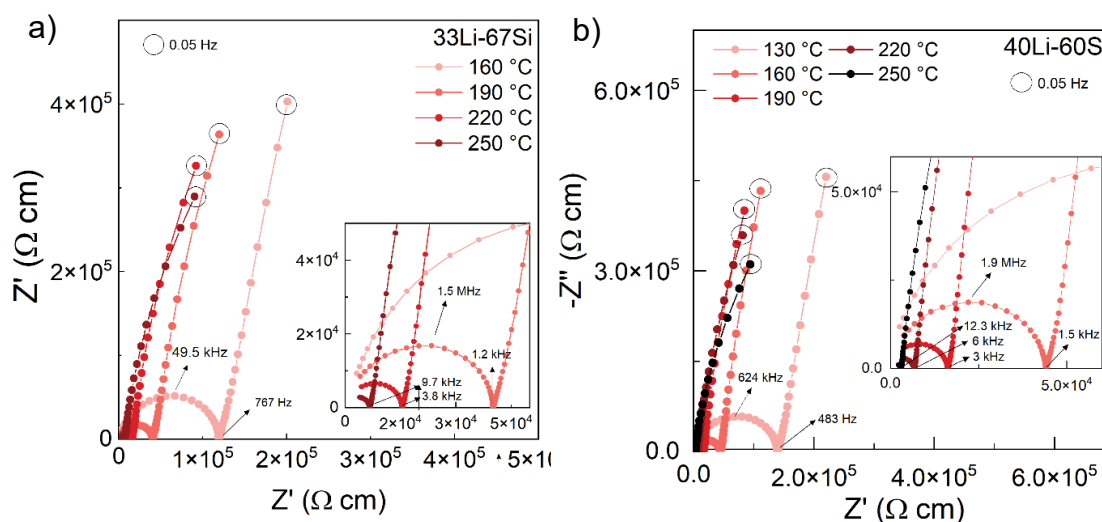 a)
33Li-67Si
0.05 Hz
160 °C
190 °C
220 °C
250 °C
4×10⁵
2×10⁵
0
Z' (Ω cm)
49.5 kHz
767 Hz
4×10⁴
2×10⁴
0
1.5 MHz
1.2 kHz
9.7 kHz
3.8 kHz
0 2×10⁴ 4×10⁴ 5×10⁴
0 1×10⁵ 2×10⁵ 3×10⁵ 4×10⁵ 5×10
Z' (Ω cm)
b)
40Li-60S
130 °C 220 °C
160 °C 250 °C
190 °C
0.05 Hz
6.0×10⁵
3.0×10⁵
0.0
-Z'' (Ω cm)
624 kHz
483 Hz
5.0×10⁴
0.0
1.9 MHz
12.3 kHz
6 kHz
3 kHz
1.5 kHz
0.0 5.0×10⁴
0.0 2.0×10⁵ 4.0×10⁵ 6.0×10⁵
Z' (Ω cm)